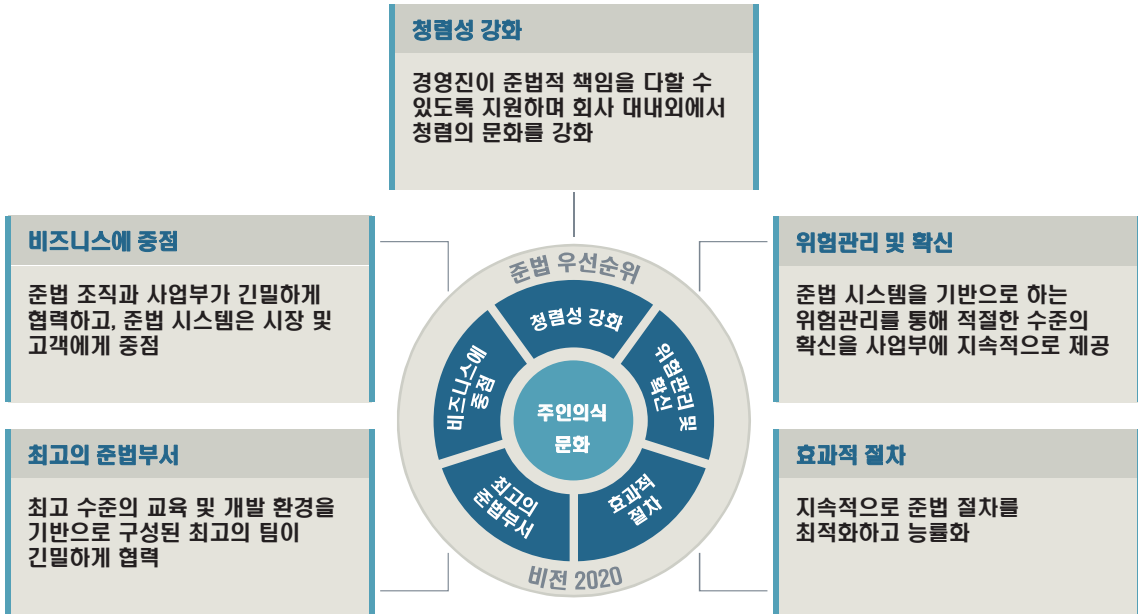 청렴성 강화
경영진이 준법적 책임을 다할 수
있도록 지원하며 회사 대내외에서
청렴의 문화를 강화
비즈니스에 중점
준법 조직과 사업부가 긴밀하게
협력하고, 준법 시스템은 시장 및
고객에게 중점
위험관리 및 확신
준법 시스템을 기반으로 하는
위험관리를 통해 적절한 수준의
확신을 사업부에 지속적으로 제공
준법 우선순위
청렴성 강화
비즈니스에
중점
위험관리 및
확신
주인의식
문화
최고의
준법부서
효과적
절차
비전 2020
최고의 준법부서
최고 수준의 교육 및 개발 환경을
기반으로 구성된 최고의 팀이
긴밀하게 협력
효과적 절차
지속적으로 준법 절차를
최적화하고 능률화